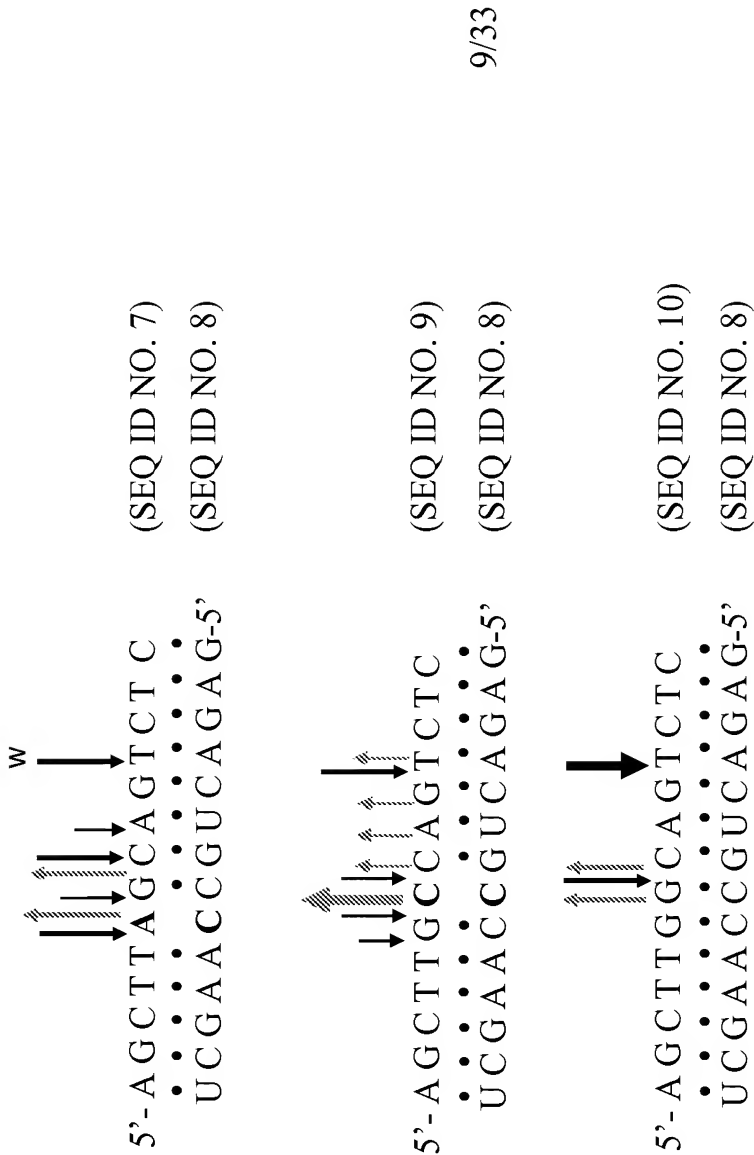 w
5'- A G C T T A G C A G T C T C (SEQ ID NO. 7)
U C G A A C C G U C A G A G-5' (SEQ ID NO. 8)
5'- A G C T T G C C A G T C T C (SEQ ID NO. 9)
U C G A A C C G U C A G A G-5' (SEQ ID NO. 8)
9/33
5'- A G C T T G G C A G T C T C (SEQ ID NO. 10)
U C G A A C C G U C A G A G-5' (SEQ ID NO. 8)